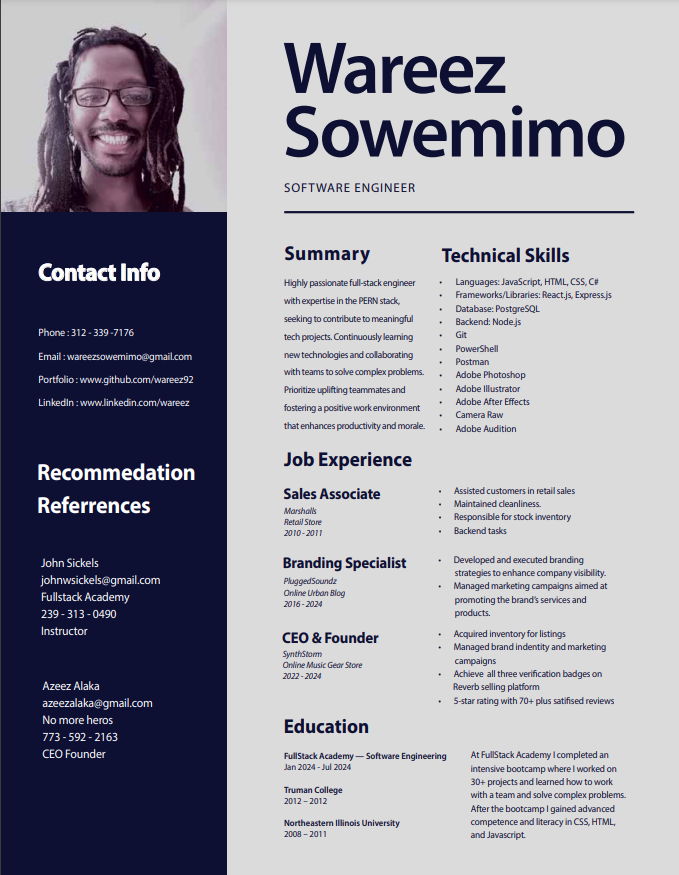 Wareez
Sowemimo
SOFTWARE ENGINEER
Contact Info
Phone : 312 - 339 -7176
Email : wareezsowemimo@gmail.com
Portfolio : www.github.com/wareez92
LinkedIn : www.linkedin.com/wareez
Recommedation
Referrences
John Sickels
johnwsickels@gmail.com
Fullstack Academy
239 - 313 - 0490
Instructor
Azeez Alaka
azeezalaka@gmail.com
No more heros
773 - 592 - 2163
CEO Founder
Summary
Highly passionate full-stack engineer
with expertise in the PERN stack,
seeking to contribute to meaningful
tech projects. Continuously learning
new technologies and collaborating
with teams to solve complex problems.
Prioritize uplifting teammates and
fostering a positive work environment
that enhances productivity and morale.
Technical Skills
• Languages: JavaScript, HTML, CSS, C#
• Frameworks/Libraries: React.js, Express.js
• Database: PostgreSQL
• Backend: Node.js
• Git
• PowerShell
• Postman
• Adobe Photoshop
• Adobe Illustrator
• Adobe After Effects
• Camera Raw
• Adobe Audition
Job Experience
Sales Associate
Marshalls
Retail Store
2010 - 2011
• Assisted customers in retail sales
• Maintained cleanliness.
• Responsible for stock inventory
• Backend tasks
Branding Specialist
PluggedSoundz
Online Urban Blog
2016 - 2024
• Developed and executed branding
strategies to enhance company visibility.
• Managed marketing campaigns aimed at
promoting the brand's services and
products.
CEO & Founder
SynthStorm
Online Music Gear Store
2022 - 2024
• Acquired inventory for listings
• Managed brand indentity and marketing
campaigns
• Achieve all three verification badges on
Reverb selling platform
• 5-star rating with 70+ plus satifised reviews
Education
FullStack Academy — Software Engineering
Jan 2024 - Jul 2024
Truman College
2012 – 2012
Northeastern Illinois University
2008 – 2011
At FullStack Academy I completed an
intensive bootcamp where I worked on
30+ projects and learned how to work
with a team and solve complex problems.
After the bootcamp I gained advanced
competence and literacy in CSS, HTML,
and Javascript.